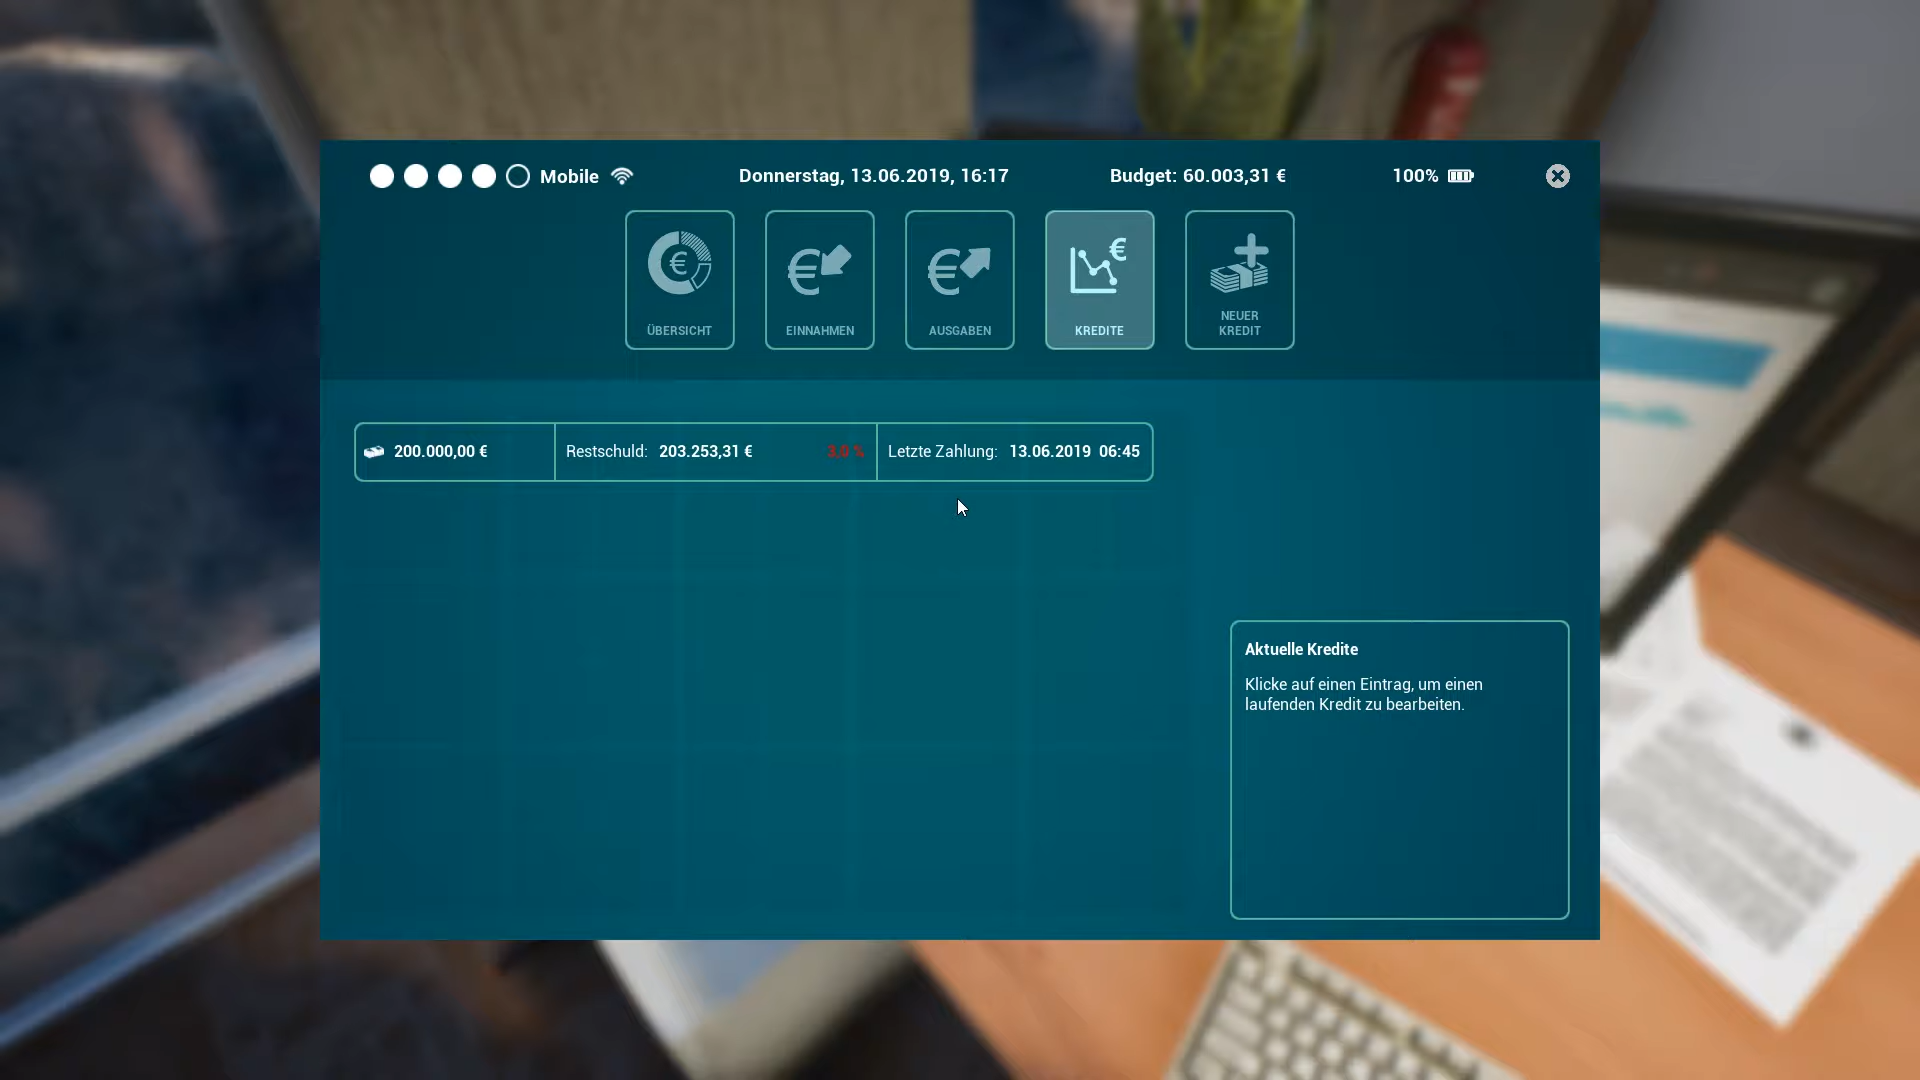 Mobile
Donnerstag, 13.06.2019, 16:17
Budget: 60.003,31 €
100%
ÜBERSICHT
EINNAHMEN
AUSGABEN
KREDITE
NEUER
KREDIT
200.000,00 €
Restschuld: 203.253,31 €
3,0 %
Letzte Zahlung: 13.06.2019 06:45
Aktuelle Kredite
Klicke auf einen Eintrag, um einen
laufenden Kredit zu bearbeiten.